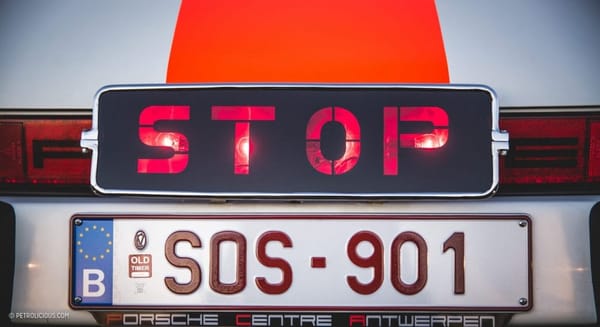 STOP
B OLD TIMER SOS-901
© PETROLICIOUS.COM
PORSCHE CENTRE ANTWERPEN